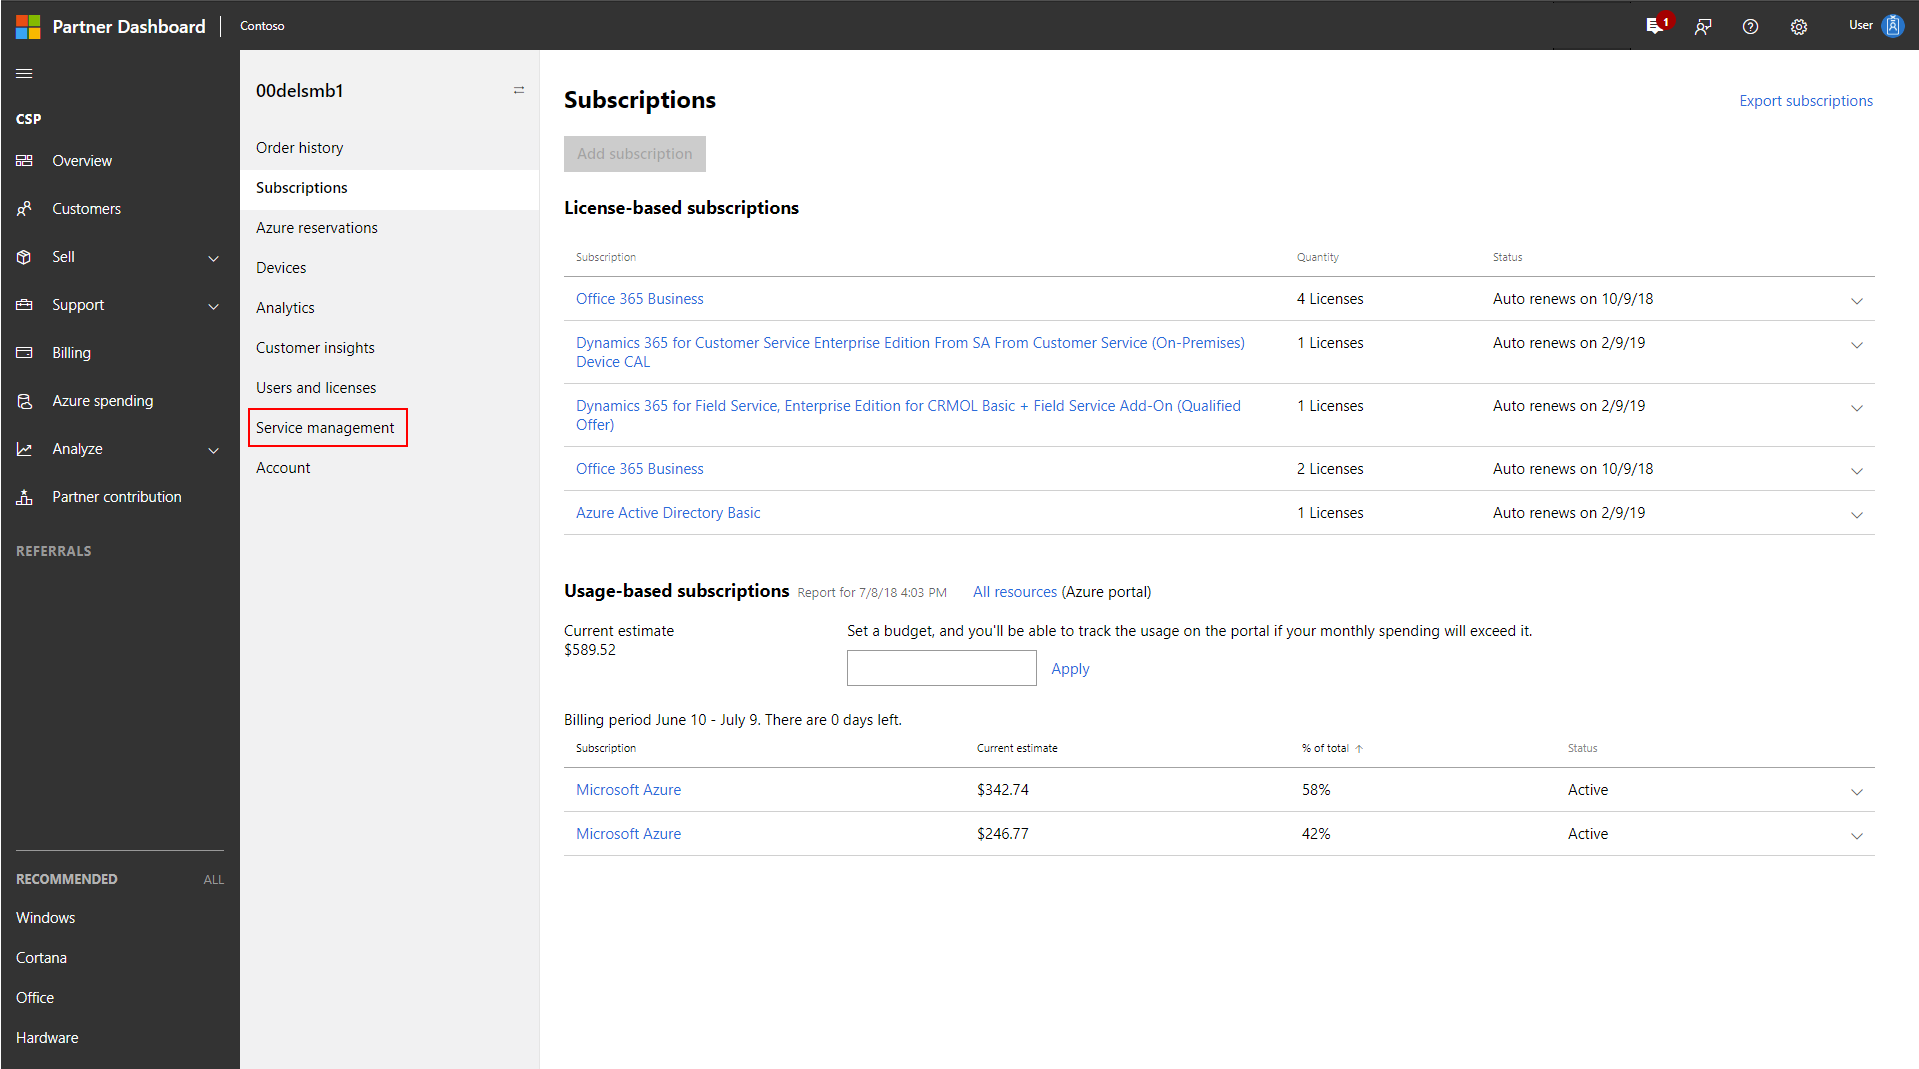 Partner Dashboard
Contoso
1
User
CSP
Overview
Customers
Sell
Support
Billing
Azure spending
Analyze
Partner contribution
REFERRALS
RECOMMENDED ALL
Windows
Cortana
Office
Hardware
00delsmb1
Order history
Subscriptions
Azure reservations
Devices
Analytics
Customer insights
Users and licenses
Service management
Account
Subscriptions
Export subscriptions
Add subscription
License-based subscriptions
Subscription Quantity Status
Office 365 Business 4 Licenses Auto renews on 10/9/18
Dynamics 365 for Customer Service Enterprise Edition From SA From Customer Service (On-Premises) 1 Licenses Auto renews on 2/9/19
Device CAL
Dynamics 365 for Field Service, Enterprise Edition for CRMOL Basic + Field Service Add-On (Qualified 1 Licenses Auto renews on 2/9/19
Offer)
Office 365 Business 2 Licenses Auto renews on 10/9/18
Azure Active Directory Basic 1 Licenses Auto renews on 2/9/19
Usage-based subscriptions Report for 7/8/18 4:03 PM All resources (Azure portal)
Current estimate
$589.52
Set a budget, and you'll be able to track the usage on the portal if your monthly spending will exceed it.
Apply
Billing period June 10 - July 9. There are 0 days left.
Subscription Current estimate % of total ↑ Status
Microsoft Azure $342.74 58% Active
Microsoft Azure $246.77 42% Active